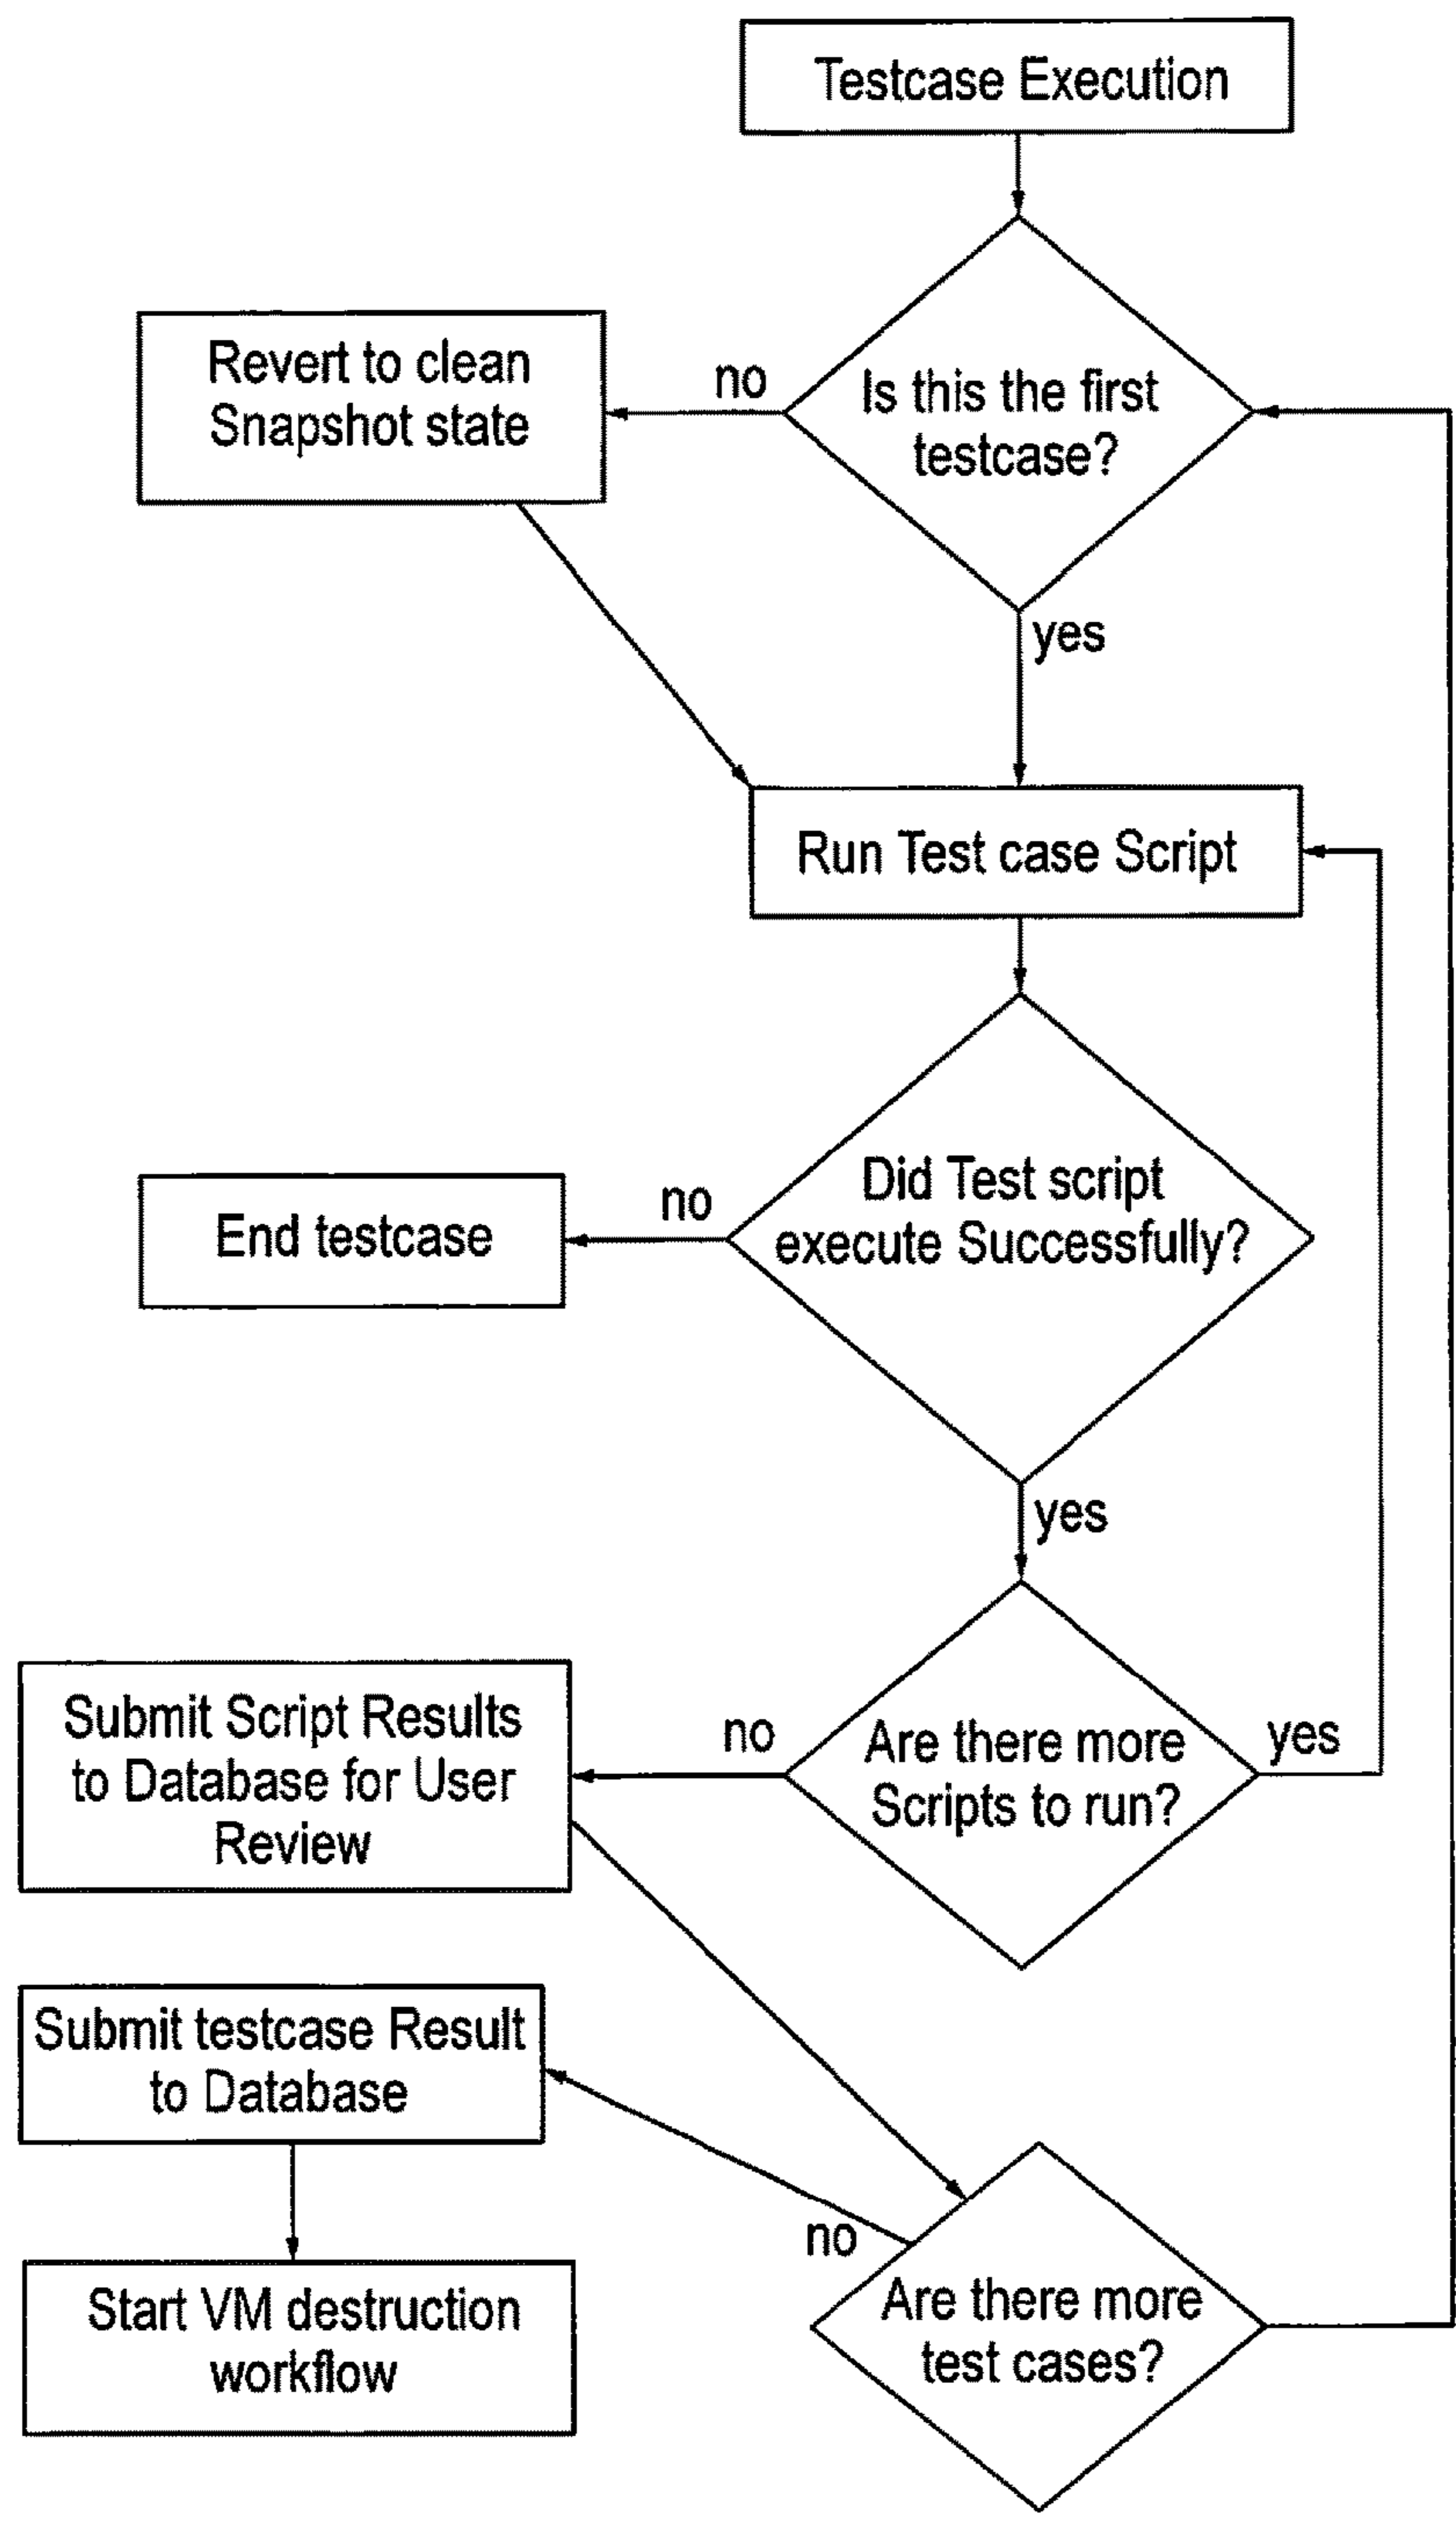 Testcase Execution
Revert to clean
Snapshot state
no
Is this the first
testcase?
yes
Run Test case Script
Did Test script
execute Successfully?
no
End testcase
yes
Submit Script Results
to Database for User
Review
no
Are there more
Scripts to run?
yes
Submit testcase Result
to Database
no
Are there more
test cases?
Start VM destruction
workflow